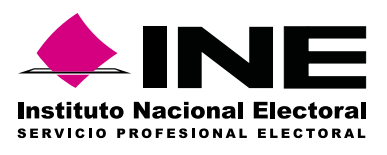 INE
Instituto Nacional Electoral
SERVICIO PROFESIONAL ELECTORAL